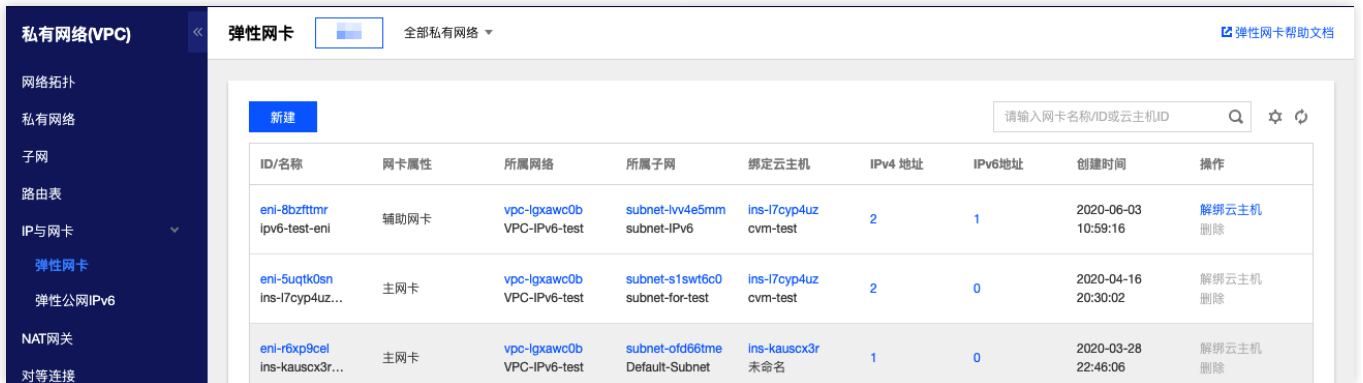 私有网络(VPC)
弹性网卡
全部私有网络
弹性网卡帮助文档
网络拓扑
私有网络
子网
路由表
IP与网卡
弹性网卡
弹性公网IPv6
NAT网关
对等连接
新建
请输入网卡名称/ID或云主机ID
ID/名称 网卡属性 所属网络 所属子网 绑定云主机 IPv4 地址 IPv6地址 创建时间 操作
eni-8bzfttmr vpc-lgxawc0b subnet-lvv4e5mm ins-l7cyp4uz 2020-06-03 解绑云主机
辅助网卡 2 1
ipv6-test-eni VPC-IPv6-test subnet-IPv6 cvm-test 10:59:16 删除
eni-5uqtk0sn vpc-lgxawc0b subnet-s1swt6c0 ins-l7cyp4uz 2020-04-16 解绑云主机
主网卡 2 0
ins-l7cyp4uz... VPC-IPv6-test subnet-for-test cvm-test 20:30:02 删除
eni-r6xp9cel vpc-lgxawc0b subnet-ofd66tme ins-kauscx3r 2020-03-28 解绑云主机
主网卡 1 0
ins-kauscx3r... VPC-IPv6-test Default-Subnet 未命名 22:46:06 删除